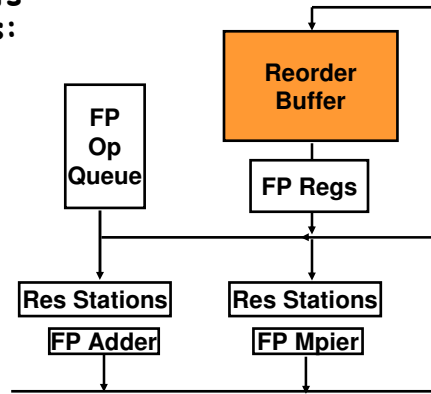 Reorder
Buffer
FP
Op
Queue
FP Regs
Res Stations
Res Stations
FP Adder
FP Mpier